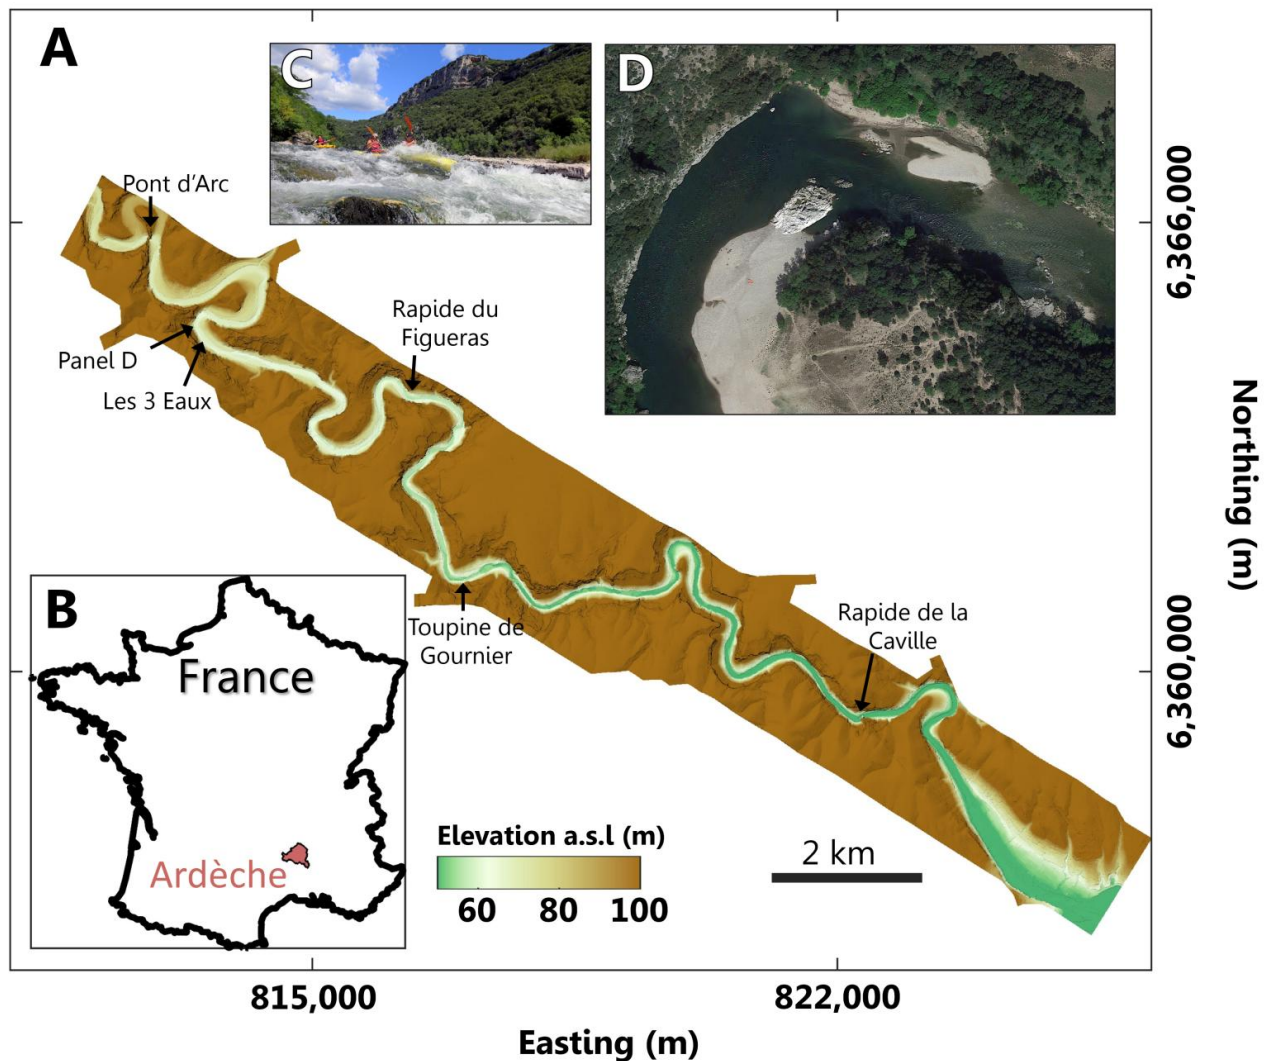 A
C
D
Pont d'Arc
6,366,000
Rapide du
Figueras
Panel D
Les 3 Eaux
Northing (m)
B
France
Ardèche
Toupine de
Gournier
Rapide de la
Caville
6,360,000
Elevation a.s.l (m)
60 80 100
2 km
815,000 822,000
Easting (m)